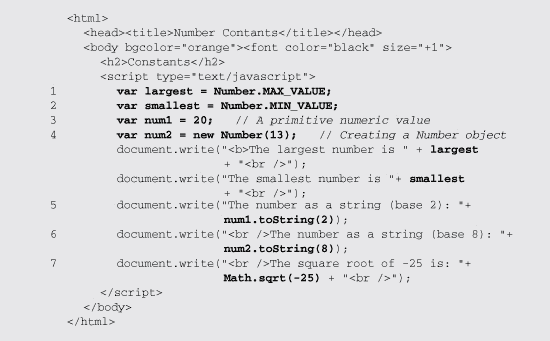 <html>
<head><title>Number Contants</title></head>
<body bgcolor="orange"><font color="black" size="+1">
<h2>Constants</h2>
<script type="text/javascript">
1 var largest = Number.MAX_VALUE;
2 var smallest = Number.MIN_VALUE;
3 var num1 = 20; // A primitive numeric value
4 var num2 = new Number(13); // Creating a Number object
document.write("<b>The largest number is " + largest
+ "<br />");
document.write("The smallest number is "+ smallest
+ "<br />");
5 document.write("The number as a string (base 2): "+
num1.toString(2));
6 document.write("<br />The number as a string (base 8): "+
num2.toString(8));
7 document.write("<br />The square root of -25 is: "+
Math.sqrt(-25) + "<br />");
</script>
</body>
</html>